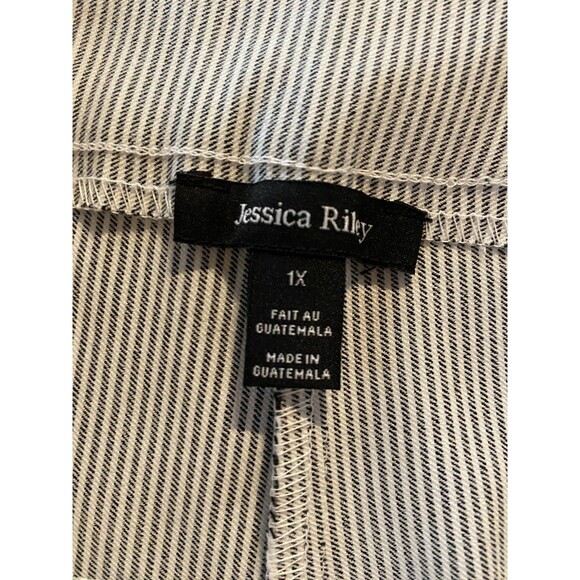 Jessica Riley
1X
FAIT AU
GUATEMALA
MADE IN
GUATEMALA